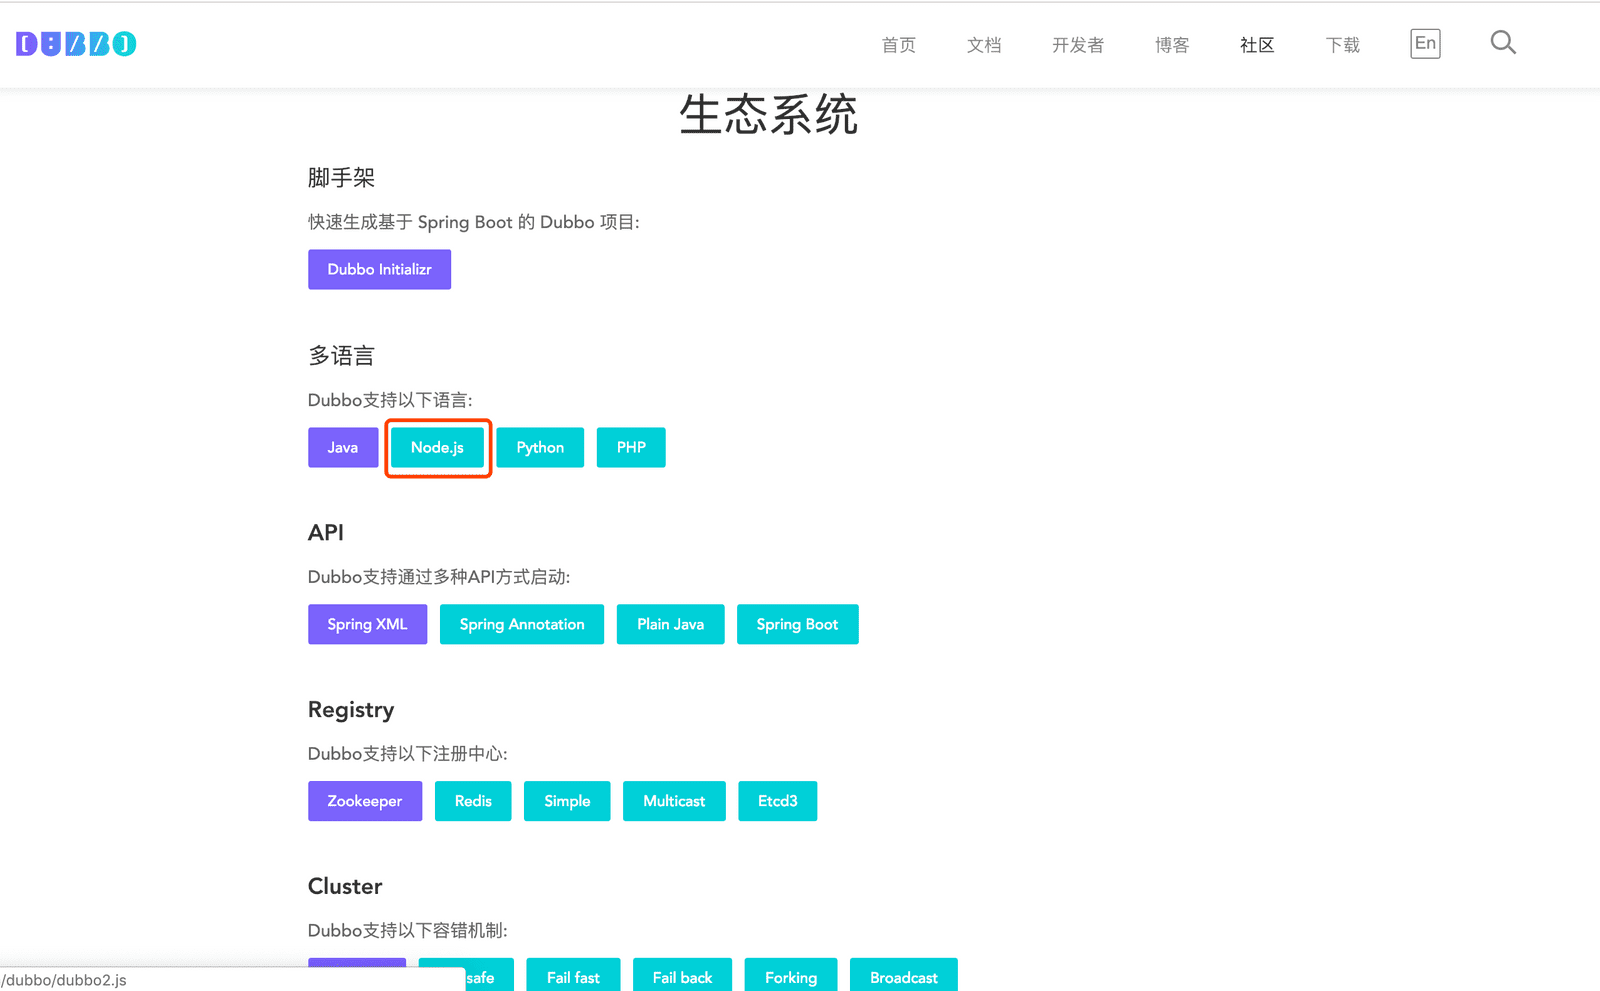 DUBBO
首页 文档 开发者 博客 社区 下载 En
生态系统
脚手架
快速生成基于 Spring Boot 的 Dubbo 项目:
Dubbo Initializr
多语言
Dubbo支持以下语言:
Java Node.js Python PHP
API
Dubbo支持通过多种API方式启动:
Spring XML Spring Annotation Plain Java Spring Boot
Registry
Dubbo支持以下注册中心:
Zookeeper Redis Simple Multicast Etcd3
Cluster
Dubbo支持以下容错机制:
safe Fail fast Fail back Forking Broadcast
/dubbo/dubbo2.js